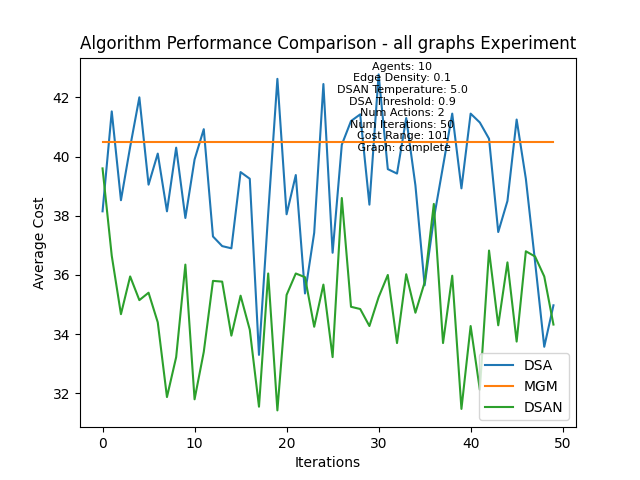 Algorithm Performance Comparison - all graphs Experiment
Agents: 10
Edge Density: 0.1
DSAN Temperature: 5.0
DSA Threshold: 0.9
Num Actions: 2
Num Iterations: 50
Cost Range: 101
Graph: complete
Average Cost
42
40
38
36
34
32
DSA
MGM
DSAN
0
10
20
30
40
50
Iterations